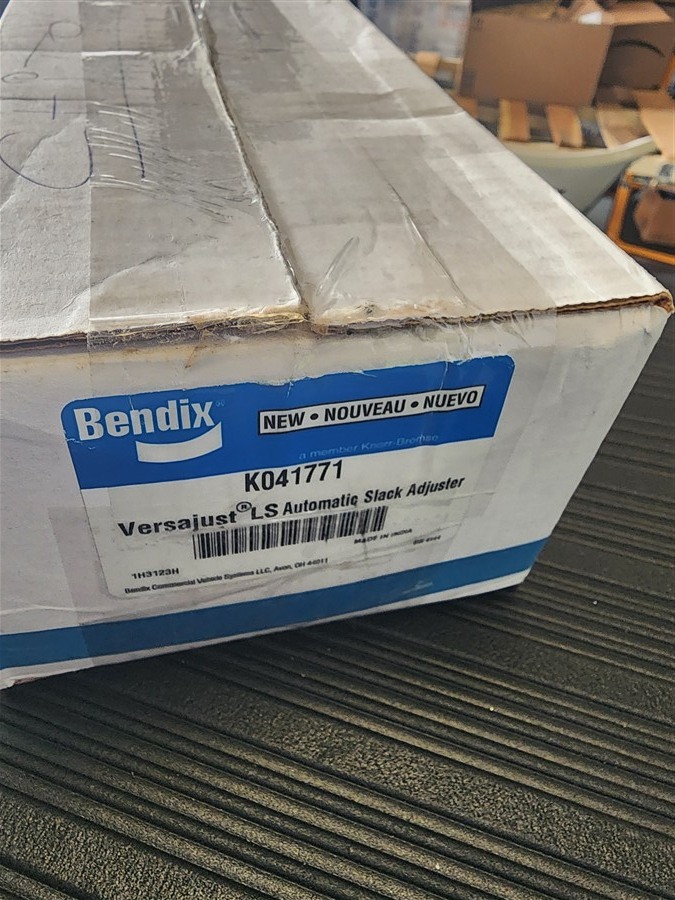 Bendix®
NEW • NOUVEAU • NUEVO
a member Knorr-Bremse
K041771
Versajust® LS Automatic Slack Adjuster
MADE IN INDIA
1H3123H
Bendix Commercial Vehicle Systems LLC, Avon, OH 44011